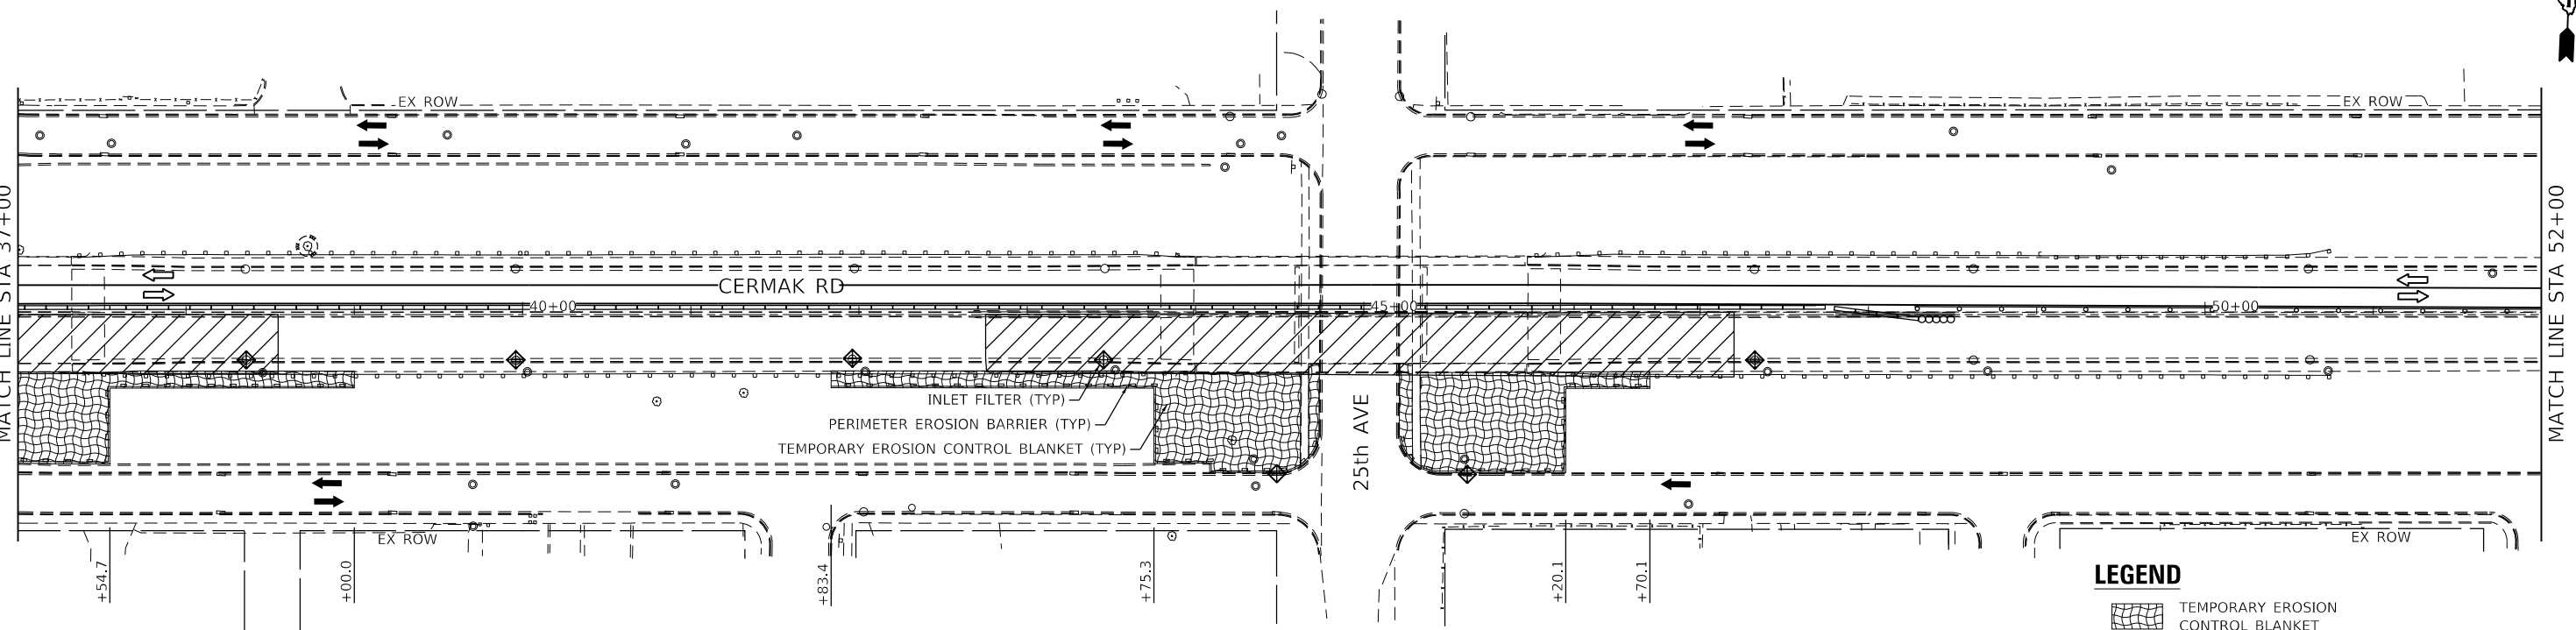 EX ROW
EX ROW
MATCH LINE STA 37+00
MATCH LINE STA 52+00
CERMAK RD
40+00
45+00
50+00
INLET FILTER (TYP)
PERIMETER EROSION BARRIER (TYP)
TEMPORARY EROSION CONTROL BLANKET (TYP)
25th AVE
EX ROW
EX ROW
+54.7
+00.0
+83.4
+75.3
+20.1
+70.1
LEGEND
TEMPORARY EROSION
CONTROL BLANKET